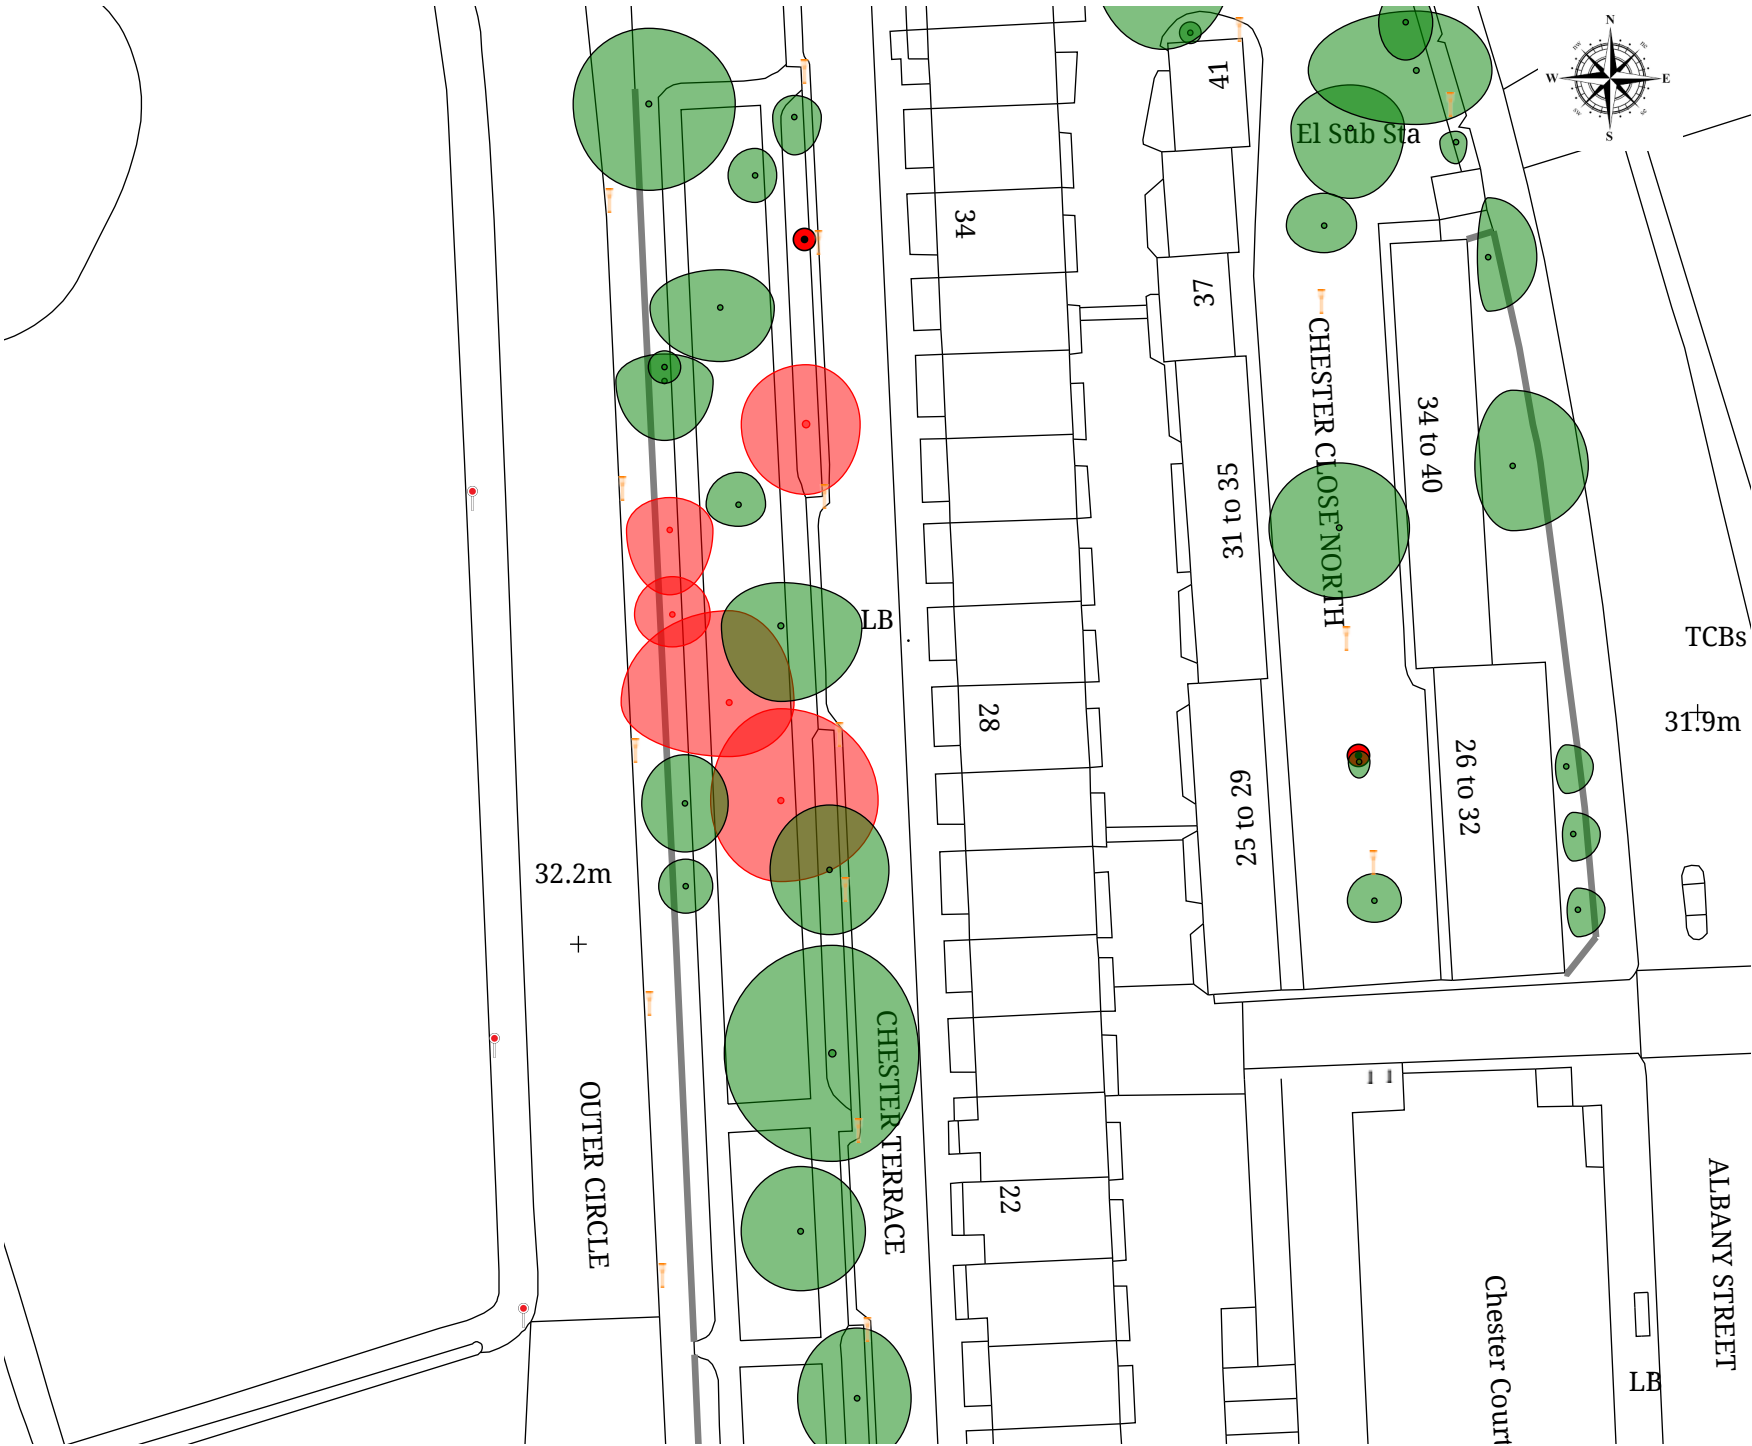 N
W
E
S
41
El Sub Sta
34
37
CHESTER CLOSE NORTH
34 to 40
31 to 35
LB
TCBs
28
31.9m
26 to 32
25 to 29
32.2m
CHESTER TERRACE
OUTER CIRCLE
22
ALBANY STREET
Chester Court
LB